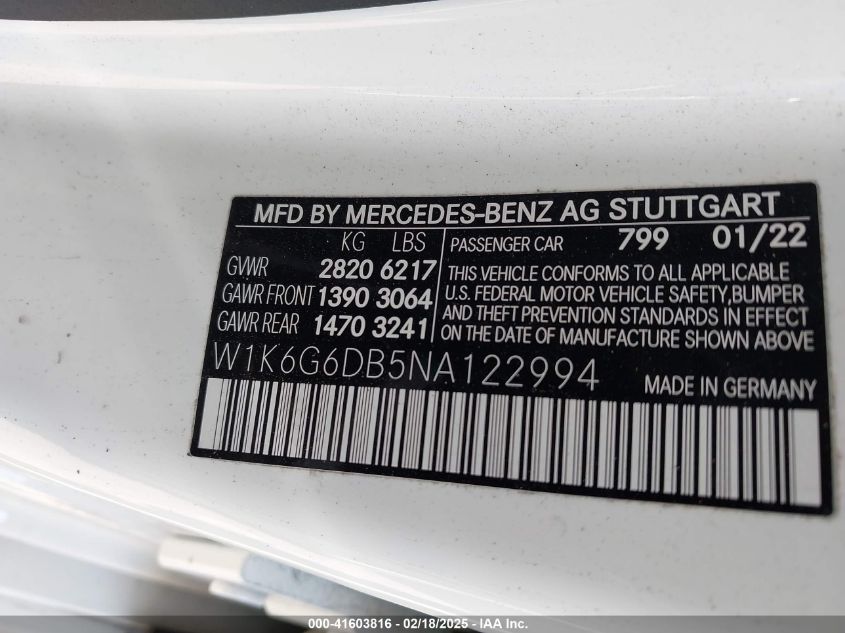 MFD BY MERCEDES-BENZ AG STUTTGART
KG LBS
GVWR 2820 6217
GAWR FRONT 1390 3064
GAWR REAR 1470 3241
PASSENGER CAR 799 01/22
THIS VEHICLE CONFORMS TO ALL APPLICABLE
U.S. FEDERAL MOTOR VEHICLE SAFETY, BUMPER
AND THEFT PREVENTION STANDARDS IN EFFECT
ON THE DATE OF MANUFACTURE SHOWN ABOVE.
W1K6G6DB5NA122994
MADE IN GERMANY
000-41603816 - 02/18/2025 - IAA Inc.